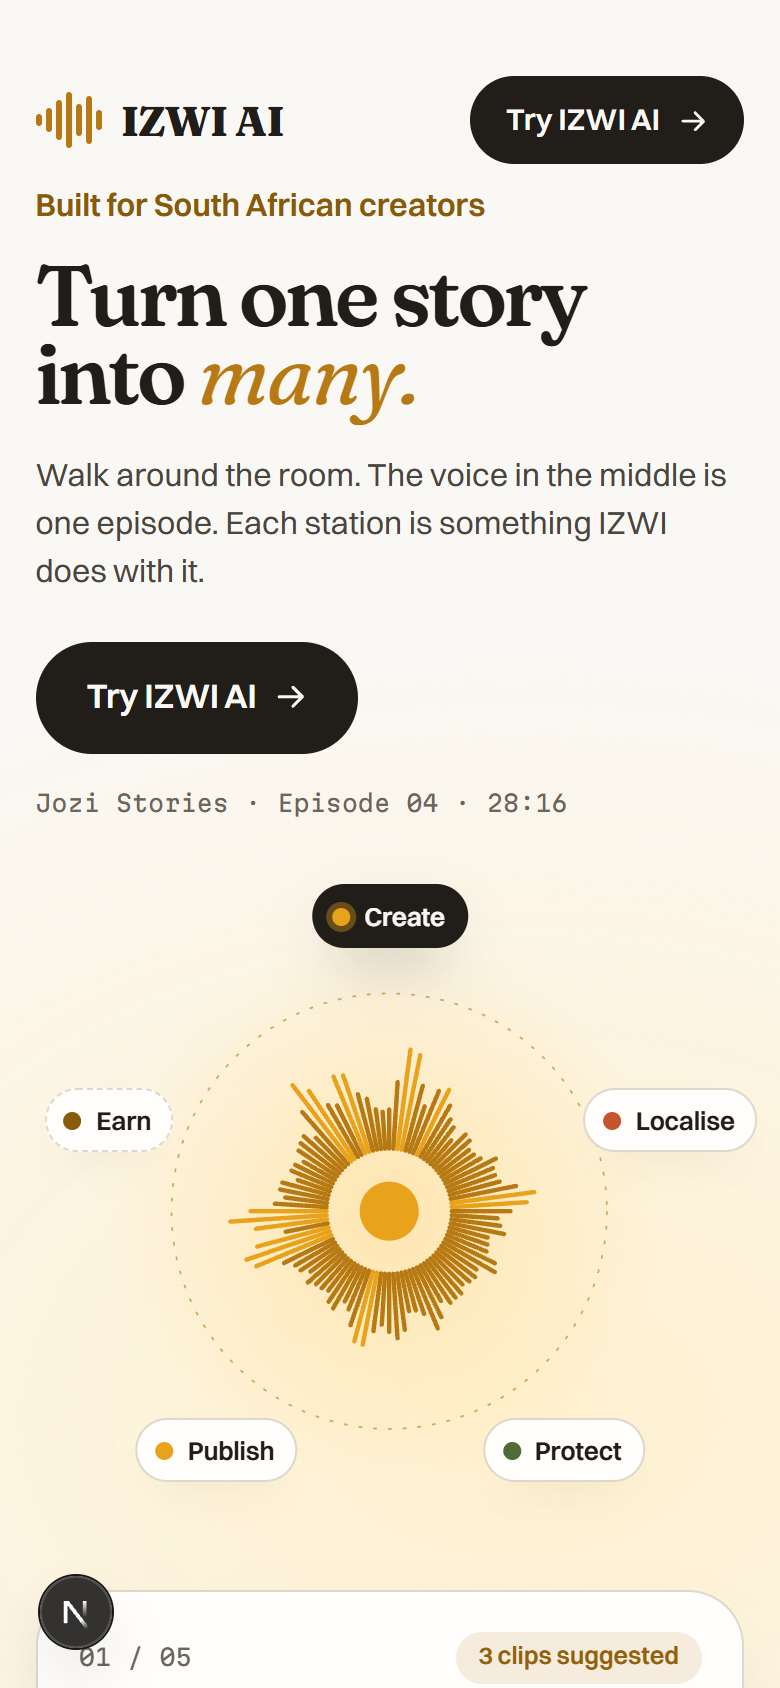 IZWI AI
Try IZWI AI →
Built for South African creators
Turn one story
into many.
Walk around the room. The voice in the middle is
one episode. Each station is something IZWI
does with it.
Try IZWI AI →
Jozi Stories · Episode 04 · 28:16
Create
Earn
Localise
Publish
Protect
N
01 / 05
3 clips suggested